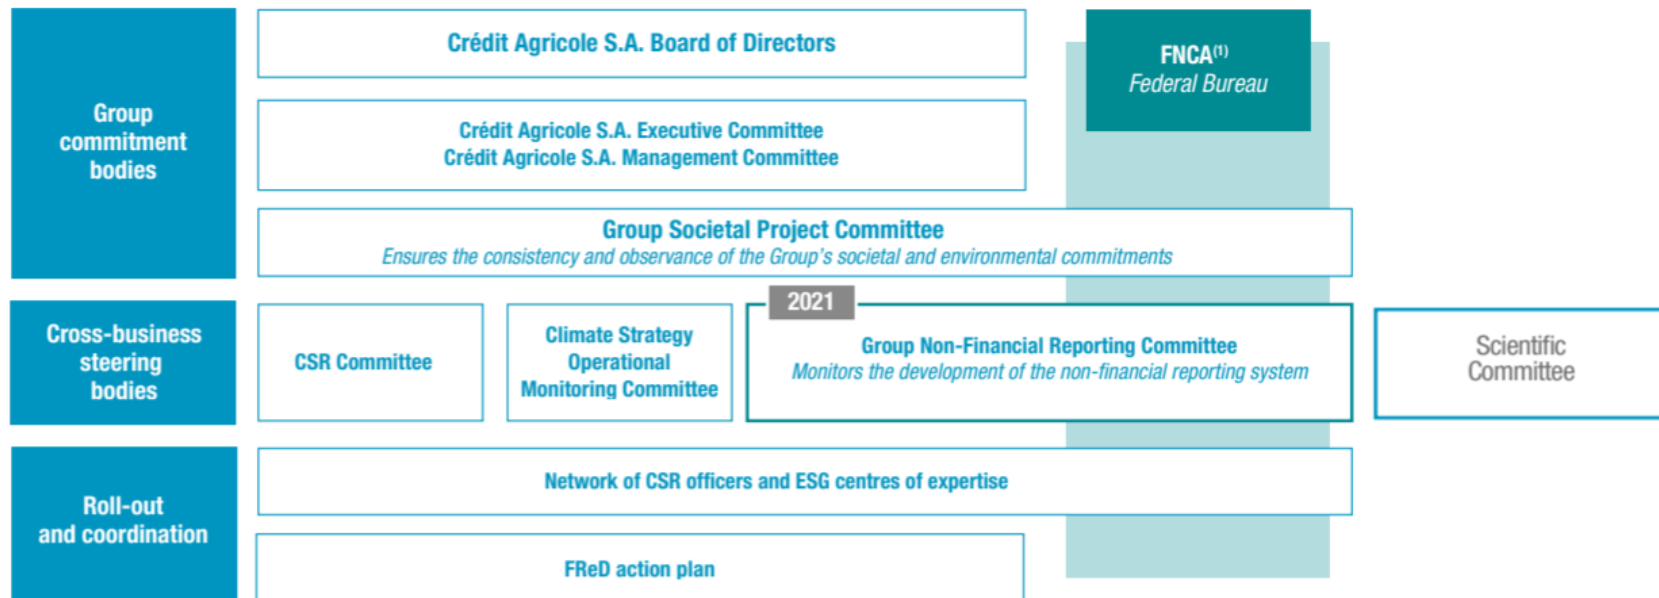 Group
commitment
bodies
Crédit Agricole S.A. Board of Directors
FNCA(1)
Federal Bureau
Crédit Agricole S.A. Executive Committee
Crédit Agricole S.A. Management Committee
Group Societal Project Committee
Ensures the consistency and observance of the Group's societal and environmental commitments
Cross-business
steering
bodies
CSR Committee
Climate Strategy
Operational
Monitoring Committee
2021
Group Non-Financial Reporting Committee
Monitors the development of the non-financial reporting system
Scientific
Committee
Roll-out
and coordination
Network of CSR officers and ESG centres of expertise
FReD action plan